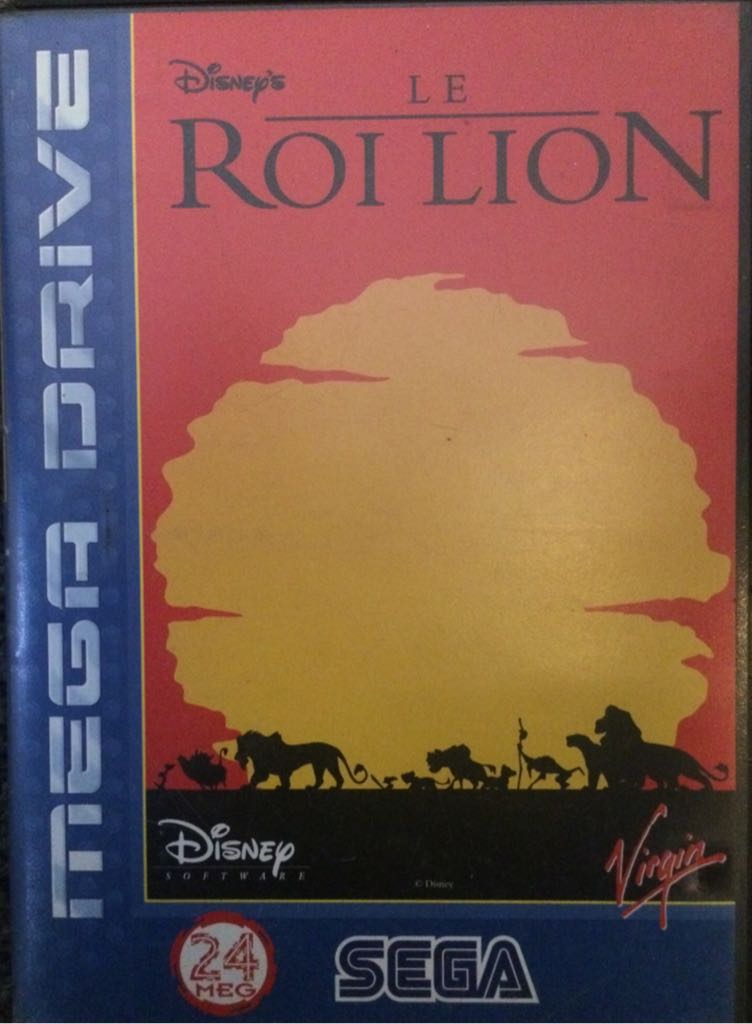 MEGA DRIVE
DISNEY'S
LE
ROI LION
DISNEY
SOFTWARE
© Disney
Virgin
24
MEG
SEGA